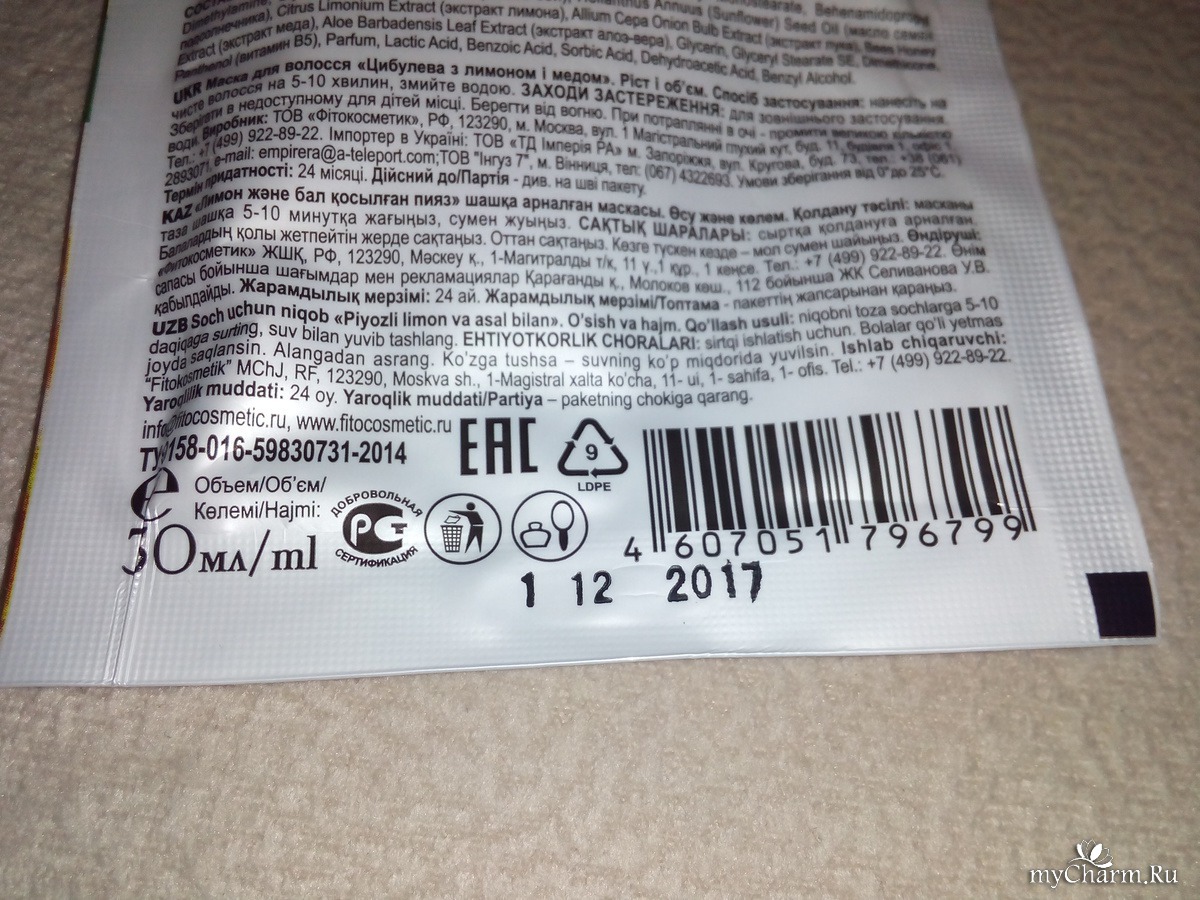 Dimethylamine, Citrus Limonium Extract (экстракт лимона), Allium Cepa Onion Bulb Extract (экстракт лука), Bees Honey
Extract (экстракт меда), Aloe Barbadensis Leaf Extract (экстракт алоэ-вера), Glycerin, Glyceryl Stearate SE, Dimethicone,
Panthenol (витамин B5), Parfum, Lactic Acid, Benzoic Acid, Sorbic Acid, Dehydroacetic Acid, Benzyl Alcohol.
UKR Маска для волосся «Цибулева з лимоном і медом». Ріст і об'єм. Спосіб застосування: нанесіть на
чисте волосся на 5-10 хвилин, змийте водою. ЗАХОДИ ЗАСТЕРЕЖЕННЯ: для зовнішнього застосування.
Зберігати в недоступному для дітей місці. Берегти від вогню. При потраплянні в очі - промити великою кількістю
води. Виробник: ТОВ «Фітокосметик», РФ, 123290, м. Москва, вул. 1 Магістральний глухий кут, буд. 11,
Тел.: +7 (499) 922-89-22. Імпортер в Україні: ТОВ «ТД Імперія РА» м. Запоріжжя, вул. Кругова, буд. 73, тел.: +38 (061)
2893071, e-mail: empirera@a-teleport.com;ТОВ "Інгуз 7", м. Вінниця, тел: (067) 4322693. Умови зберігання від 0°до 25°С.
Термін придатності: 24 місяці. Дійсний до/Партія - див. на шві пакету.
KAZ «Лимон және бал қосылған пияз» шашқа арналған маскасы. Өсу және көлем. Қолдану тәсілі: масканы
таза шашқа 5-10 минутқа жағыңыз, сумен жуыңыз. САҚТЫҚ ШАРАЛАРЫ: сыртқа қолдануға арналған.
Балалардың қолы жетпейтін жерде сақтаңыз. Оттан сақтаңыз. Көзге түскен кезде – мол сумен шайыңыз. Өндіруші:
«Фитокосметик» ЖШҚ, РФ, 123290, Мәскеу қ., 1-Магитралды т/к, 11 ү.,1 құр., 1 кеңсе. Тел.: +7 (499) 922-89-22. Өнім
сапасы бойынша шағымдар мен рекламациялар Қарағанды қ., Молоков көш., 112 бойынша ЖК Селиванова У.В.
қабылдайды. Жарамдылық мерзімі: 24 ай. Жарамдылық мерзімі/Топтама - пакеттің жапсарынан қараңыз.
UZB Soch uchun niqob «Piyozli limon va asal bilan». O'sish va hajm. Qo'llash usuli: niqobni toza sochlarga 5-10
daqiqaga surting, suv bilan yuvib tashlang. EHTIYOTKORLIK CHORALARI: sirtqi ishlatish uchun. Bolalar qo'li yetmas
joyda saqlansin. Alangadan asrang. Ko'zga tushsa – suvning ko'p miqdorida yuvilsin. Ishlab chiqaruvchi:
"Fitokosmetik" MChJ, RF, 123290, Moskva sh., 1-Magistral xalta ko'cha, 11- ui, 1- sahifa, 1- ofis. Tel.: +7 (499) 922-89-22.
Yaroqlilik muddati: 24 oy. Yaroqlik muddati/Partiya – paketning chokiga qarang.
info@fitocosmetic.ru, www.fitocosmetic.ru
ТУ 9158-016-59830731-2014
EAC
9
LDPE
Объем/Об'єм/
Көлемі/Hajmi:
30мл/ml
ДОБРОВОЛЬНАЯ
РСТ
СЕРТИФИКАЦИЯ
4 607051 796799
1 12 2017
myCharm.Ru